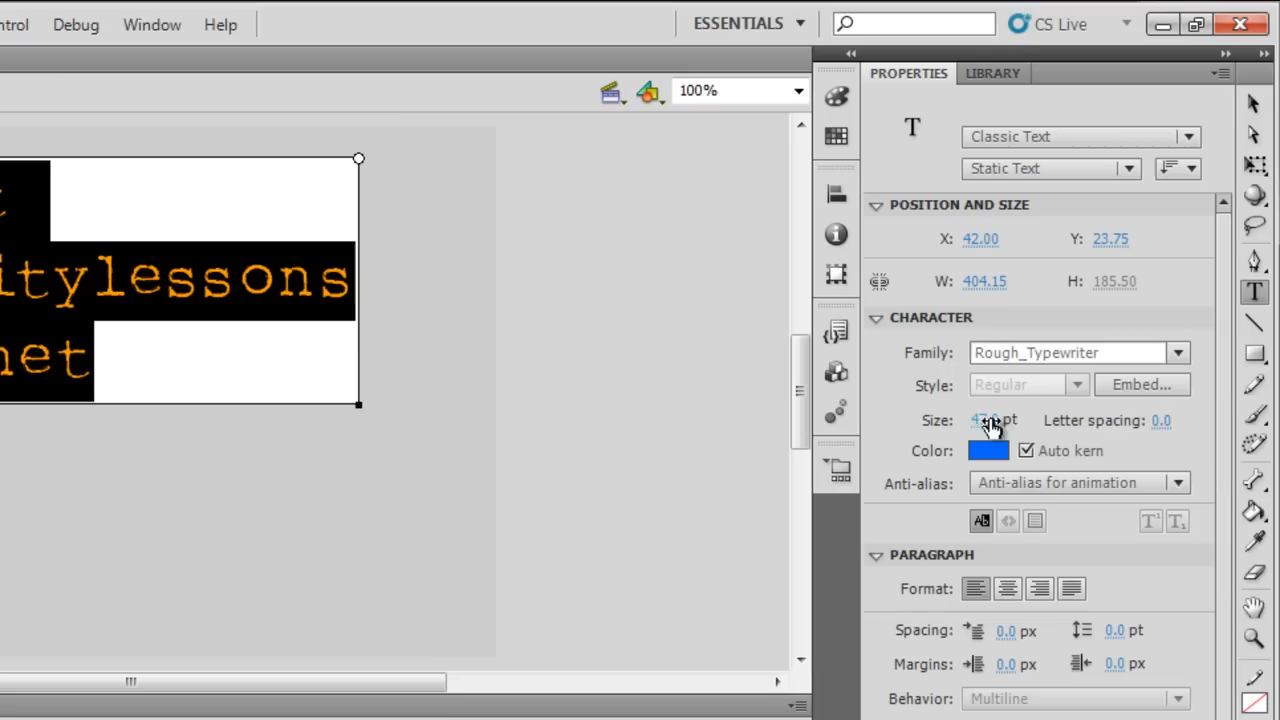 ntrol Debug Window Help ESSENTIALS CS Live
PROPERTIES LIBRARY
100%
T Classic Text
Static Text
POSITION AND SIZE
X: 42.00 Y: 23.75
W: 404.15 H: 185.50
itylessons
net
CHARACTER
Family: Rough_Typewriter
Style: Regular Embed...
Size: pt Letter spacing: 0.0
Color: Auto kern
Anti-alias: Anti-alias for animation
PARAGRAPH
Format:
Spacing: 0.0 px 0.0 pt
Margins: 0.0 px 0.0 px
Behavior: Multiline